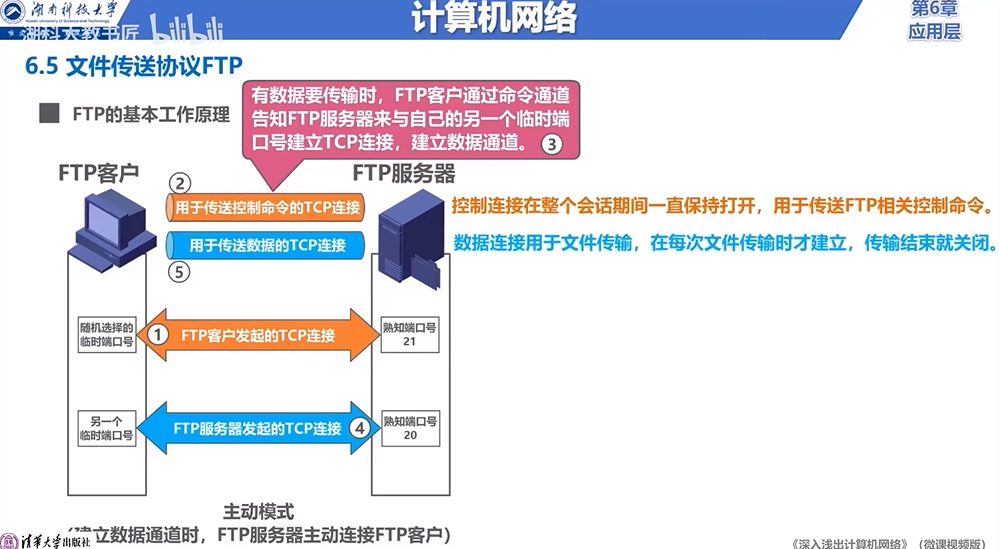 湖南科技大学
Hunan University of Science and Technology
湖科大教书匠 bilibili
计算机网络
第6章
应用层
6.5 文件传送协议FTP
FTP的基本工作原理
有数据要传输时，FTP客户通过命令通道
告知FTP服务器来与自己的另一个临时端
口号建立TCP连接，建立数据通道。 ③
FTP客户
FTP服务器
②
用于传送控制命令的TCP连接
控制连接在整个会话期间一直保持打开，用于传送FTP相关控制命令。
用于传送数据的TCP连接
数据连接用于文件传输，在每次文件传输时才建立，传输结束就关闭。
⑤
随机选择的
临时端口号
① FTP客户发起的TCP连接
熟知端口号
21
另一个
临时端口号
FTP服务器发起的TCP连接 ④
熟知端口号
20
主动模式
（建立数据通道时，FTP服务器主动连接FTP客户）
清华大学出版社
《深入浅出计算机网络》（微课视频版）